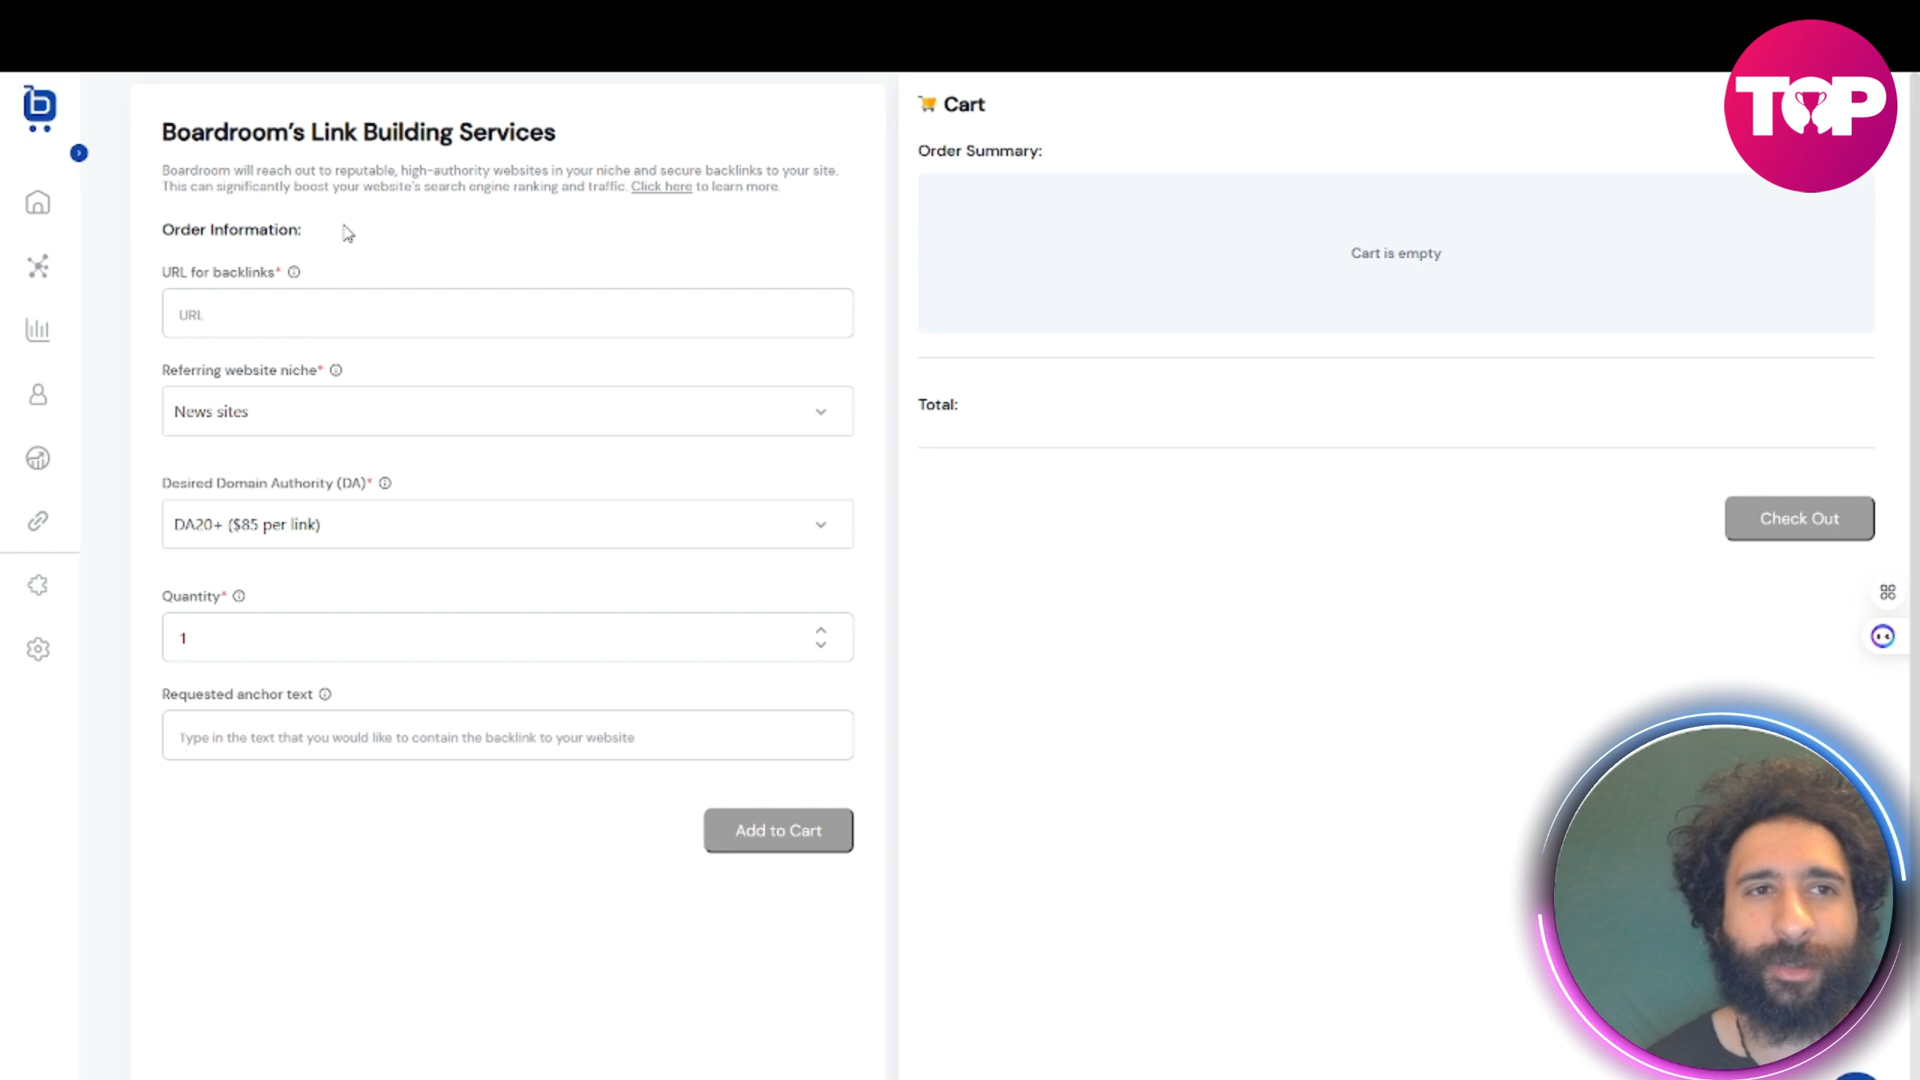 TOP
Boardroom's Link Building Services
Boardroom will reach out to reputable, high-authority websites in your niche and secure backlinks to your site.
This can significantly boost your website's search engine ranking and traffic. Click here to learn more.
Order Information:
URL for backlinks*
URL
Referring website niche*
News sites
Desired Domain Authority (DA)*
DA20+ ($85 per link)
Quantity*
1
Requested anchor text
Type in the text that you would like to contain the backlink to your website
Add to Cart
Cart
Order Summary:
Cart is empty
Total:
Check Out